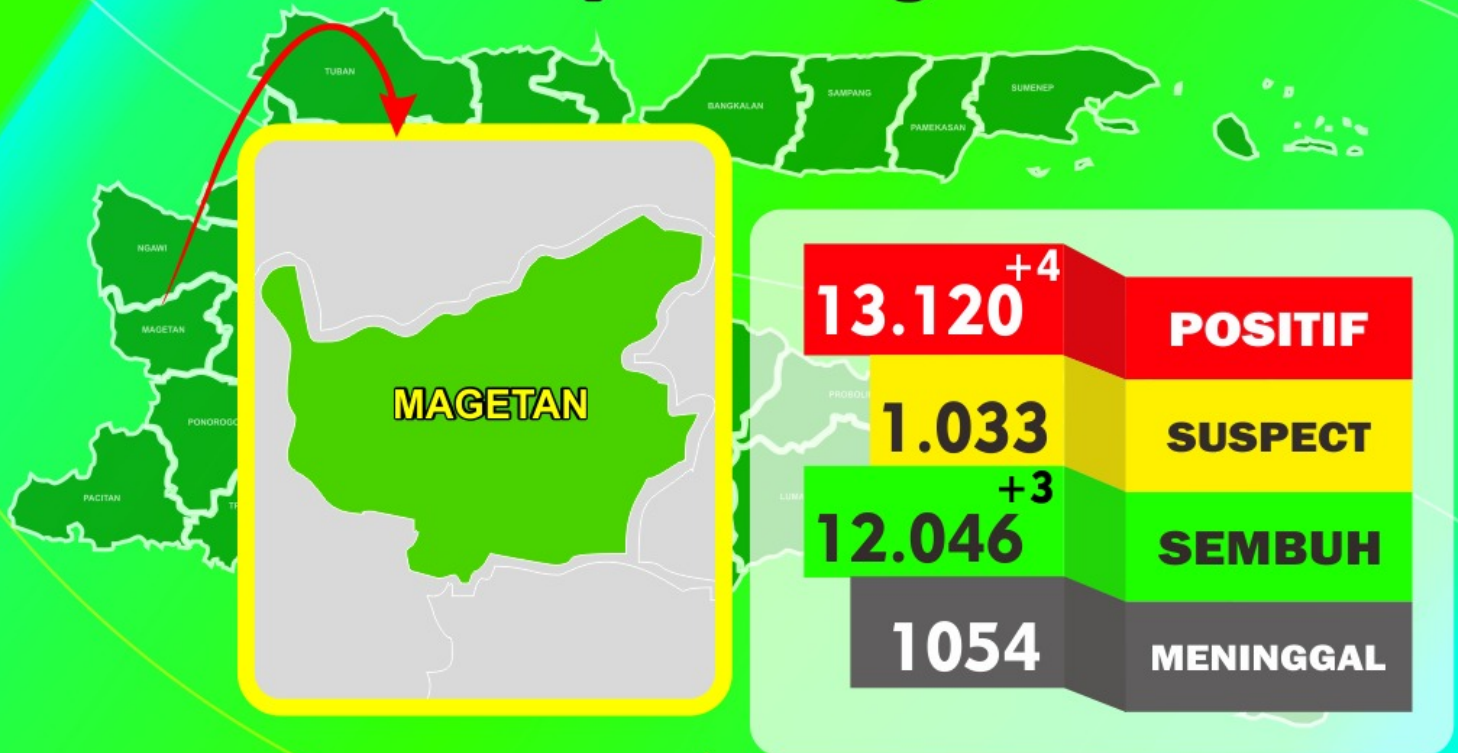 TUBAN
BANGKALAN
SAMPANG
PAMEKASAN
SUMENEP
NGAWI
MAGETAN
PONOROGO
PACITAN
MAGETAN
+4
13.120
POSITIF
1.033
SUSPECT
+3
12.046
SEMBUH
1054
MENINGGAL